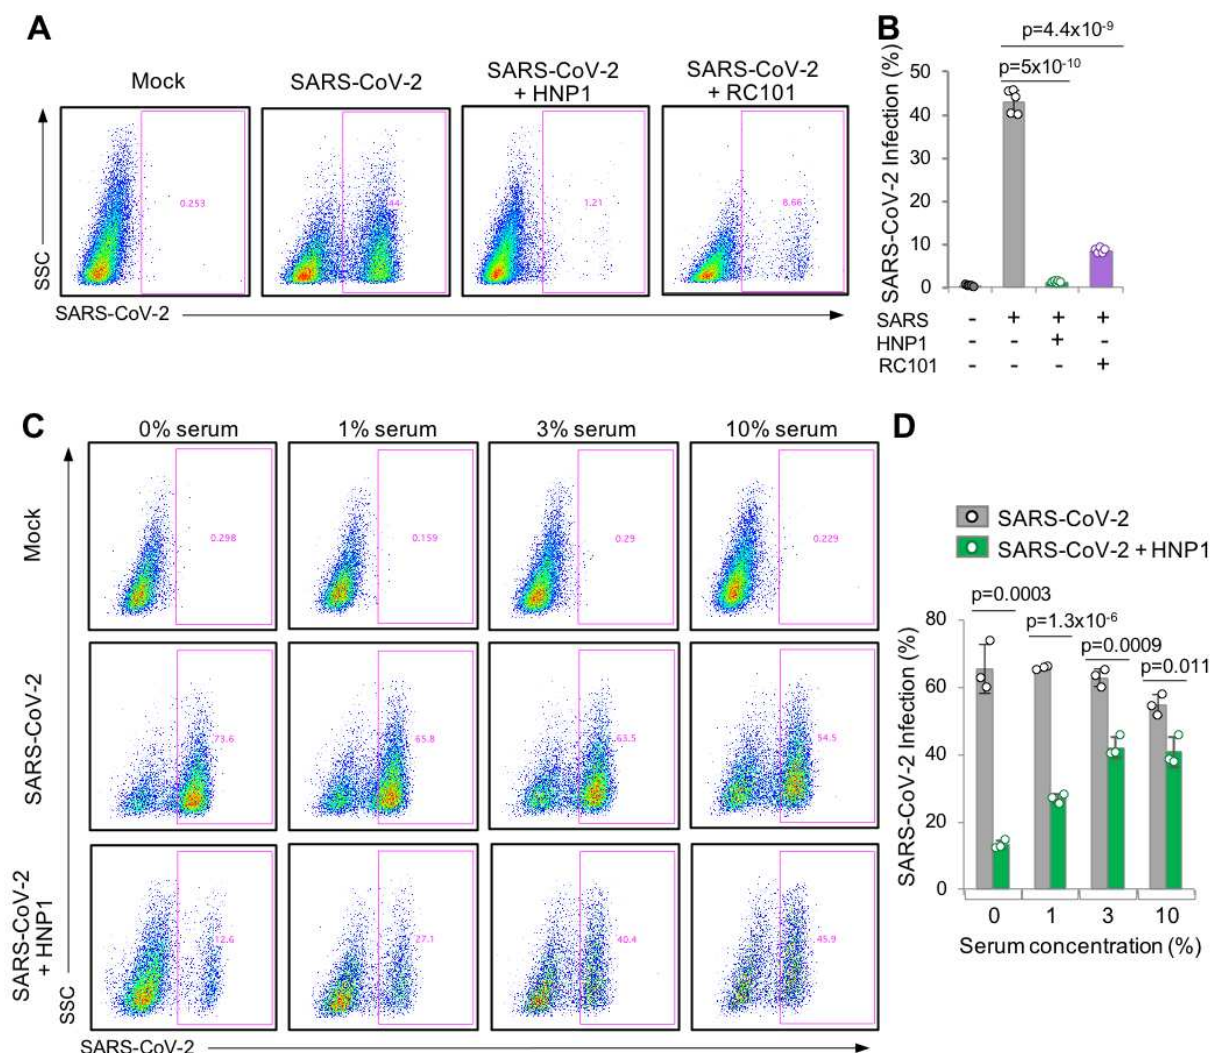 A
Mock
SARS-CoV-2
SARS-CoV-2
+ HNP1
SARS-CoV-2
+ RC101
0.253
44
1.21
8.66
SSC
SARS-CoV-2
B
p=4.4x10-9
p=5x10-10
SARS-CoV-2 Infection (%)
50
40
30
20
10
0
SARS - + + +
HNP1 - - + -
RC101 - - - +
C
0% serum
1% serum
3% serum
10% serum
Mock
0.298
0.159
0.29
0.229
SARS-CoV-2
73.6
65.8
63.5
54.5
SARS-CoV-2
+ HNP1
12.6
27.1
40.4
45.9
SSC
SARS-CoV-2
D
SARS-CoV-2
SARS-CoV-2 + HNP1
p=0.0003
p=1.3x10-6
p=0.0009
p=0.011
SARS-CoV-2 Infection (%)
80
60
40
20
0
0 1 3 10
Serum concentration (%)